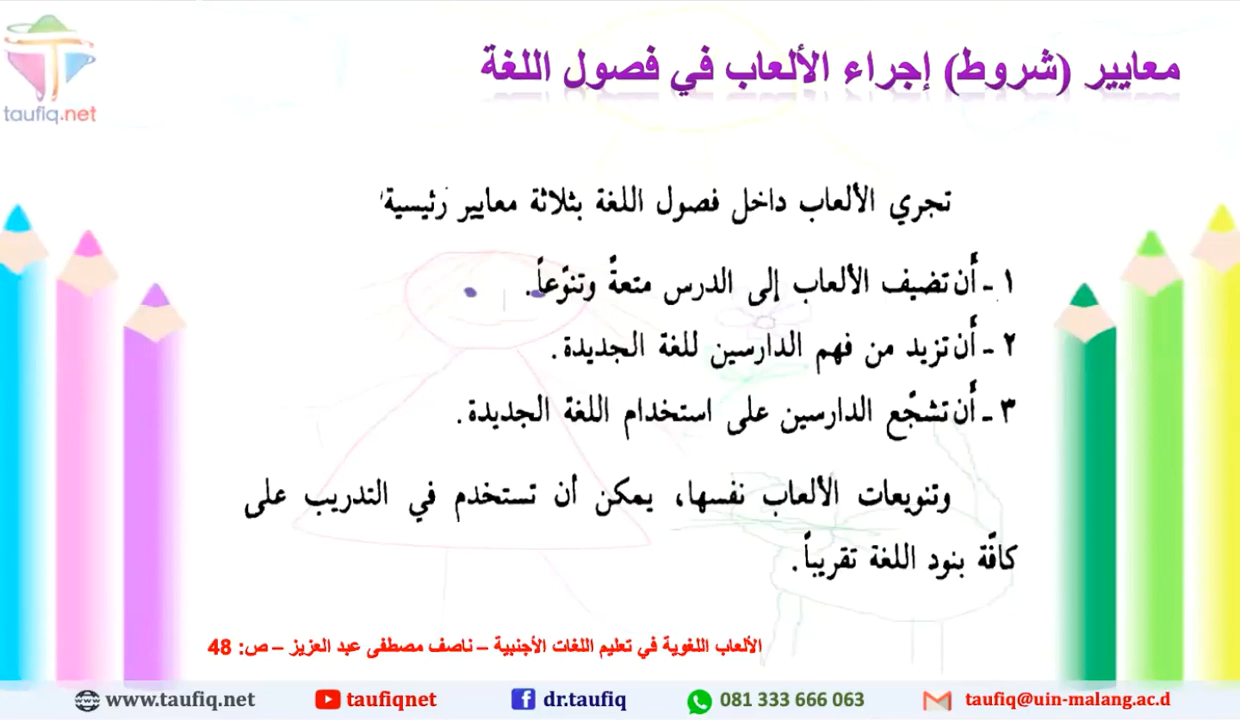 taufiq.net
معايير (شروط) إجراء الألعاب في فصول اللغة
تجري الألعاب داخل فصول اللغة بثلاثة معايير رئيسية
١ - أن تضيف الألعاب إلى الدرس متعةً وتنوّعاً.
٢ - أن تزيد من فهم الدارسين للغة الجديدة.
٣ - أن تشجّع الدارسين على استخدام اللغة الجديدة.
وتنويعات الألعاب نفسها، يمكن أن تستخدم في التدريب على
كافّة بنود اللغة تقريباً.
الألعاب اللغوية في تعليم اللغات الأجنبية – ناصف مصطفى عبد العزيز – ص: 48
www.taufiq.net taufiqnet dr.taufiq 081 333 666 063 taufiq@uin-malang.ac.d